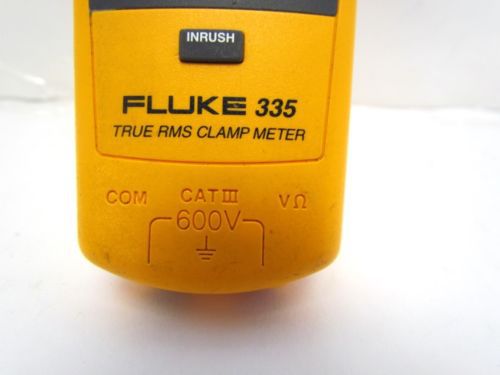 INRUSH
FLUKE 335
TRUE RMS CLAMP METER
COM CAT III VΩ
600V